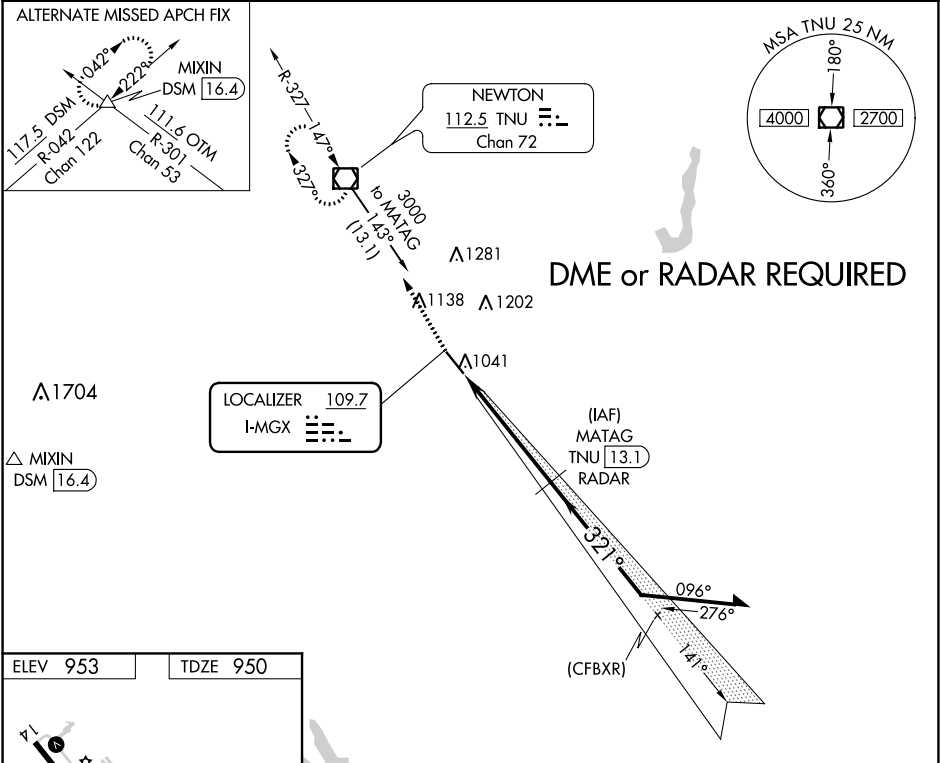 ALTERNATE MISSED APCH FIX
042°
222°
MIXIN
DSM 16.4
117.5 DSM
R-042
Chan 122
111.6 OTM
R-301
Chan 53
R-327
147°
327°
NEWTON
112.5 TNU
Chan 72
3000
to MATAG
143°
(13.1)
MSA TNU 25 NM
180°
4000
2700
360°
1281
DME or RADAR REQUIRED
1138
1202
1041
1704
LOCALIZER 109.7
I-MGX
MIXIN
DSM 16.4
(IAF)
MATAG
TNU 13.1
RADAR
321°
096°
276°
(CFBXR)
141°
ELEV 953
TDZE 950
14
V